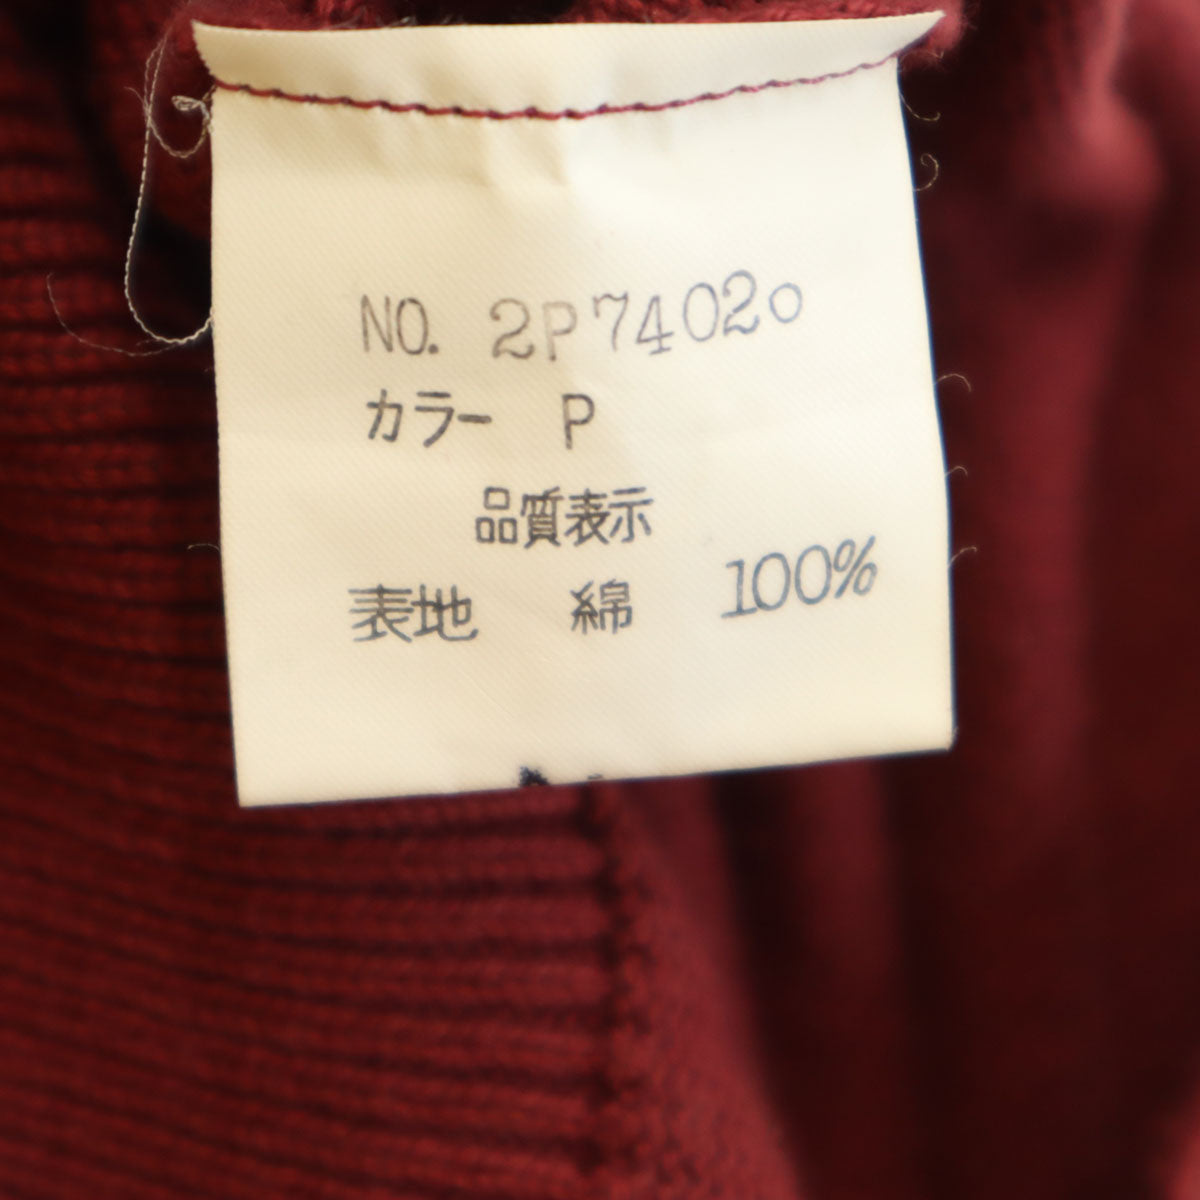 NO. 2P74020
カラー P
品質表示
表地 綿 100%